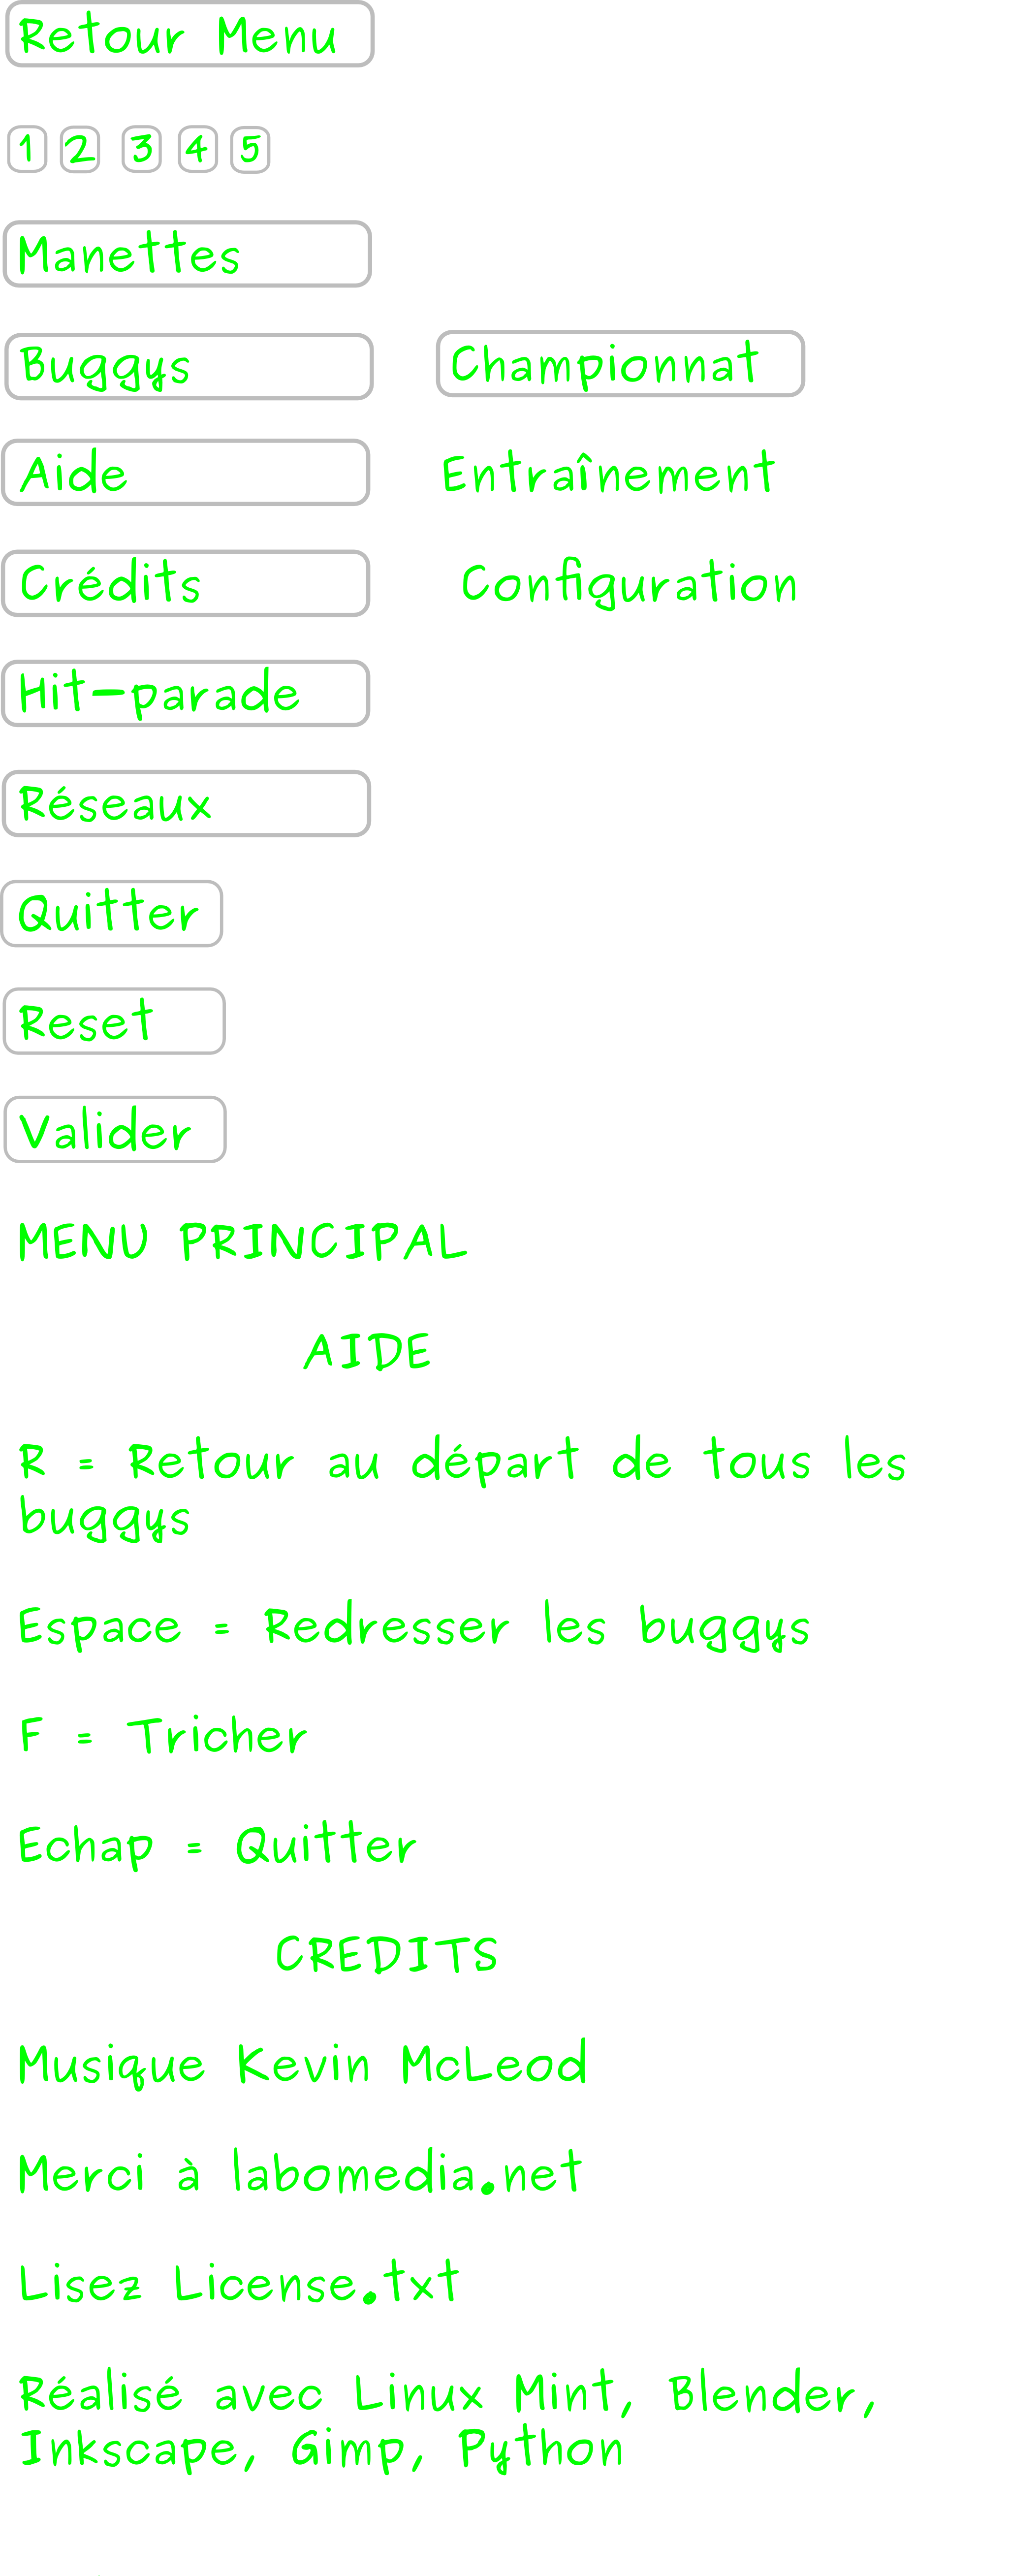 Retour Menu
1 2 3 4 5
Manettes
Buggys Championnat
Aide Entraînement
Crédits Configuration
Hit-parade
Réseaux
Quitter
Reset
Valider
MENU PRINCIPAL
AIDE
R = Retour au départ de tous les
buggys
Espace = Redresser les buggys
F = Tricher
Echap = Quitter
CREDITS
Musique Kevin McLeod
Merci à labomedia.net
Lisez License.txt
Réalisé avec Linux Mint, Blender,
Inkscape, Gimp, Python